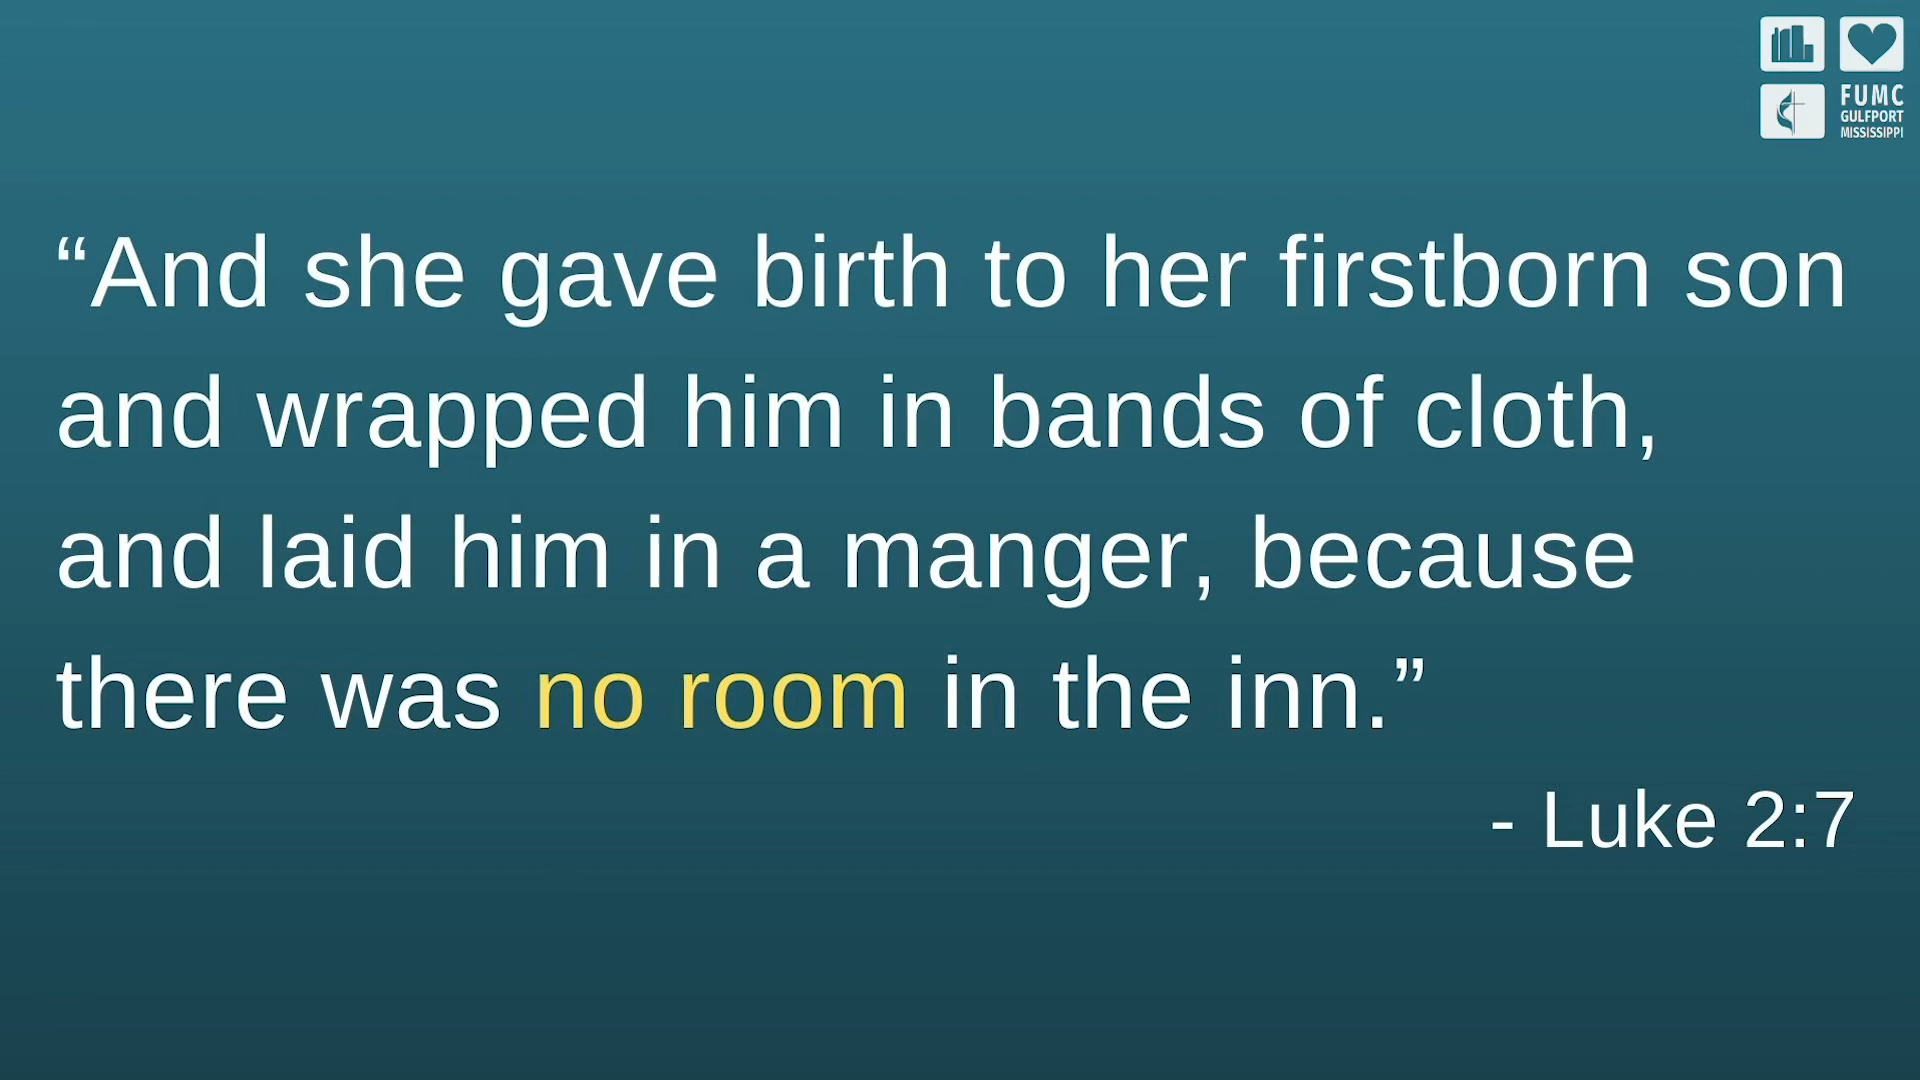 FUMC
GULFPORT
MISSISSIPPI
“And she gave birth to her firstborn son
and wrapped him in bands of cloth,
and laid him in a manger, because
there was no room in the inn.”
- Luke 2:7